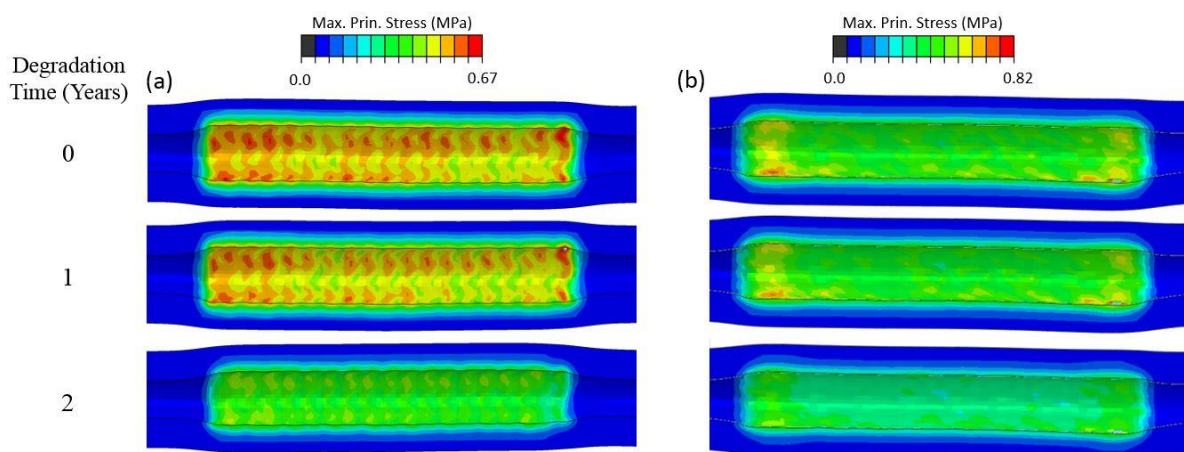 Max. Prin. Stress (MPa)
0.0 0.67
Max. Prin. Stress (MPa)
0.0 0.82
Degradation
Time (Years)
(a)
(b)
0
1
2